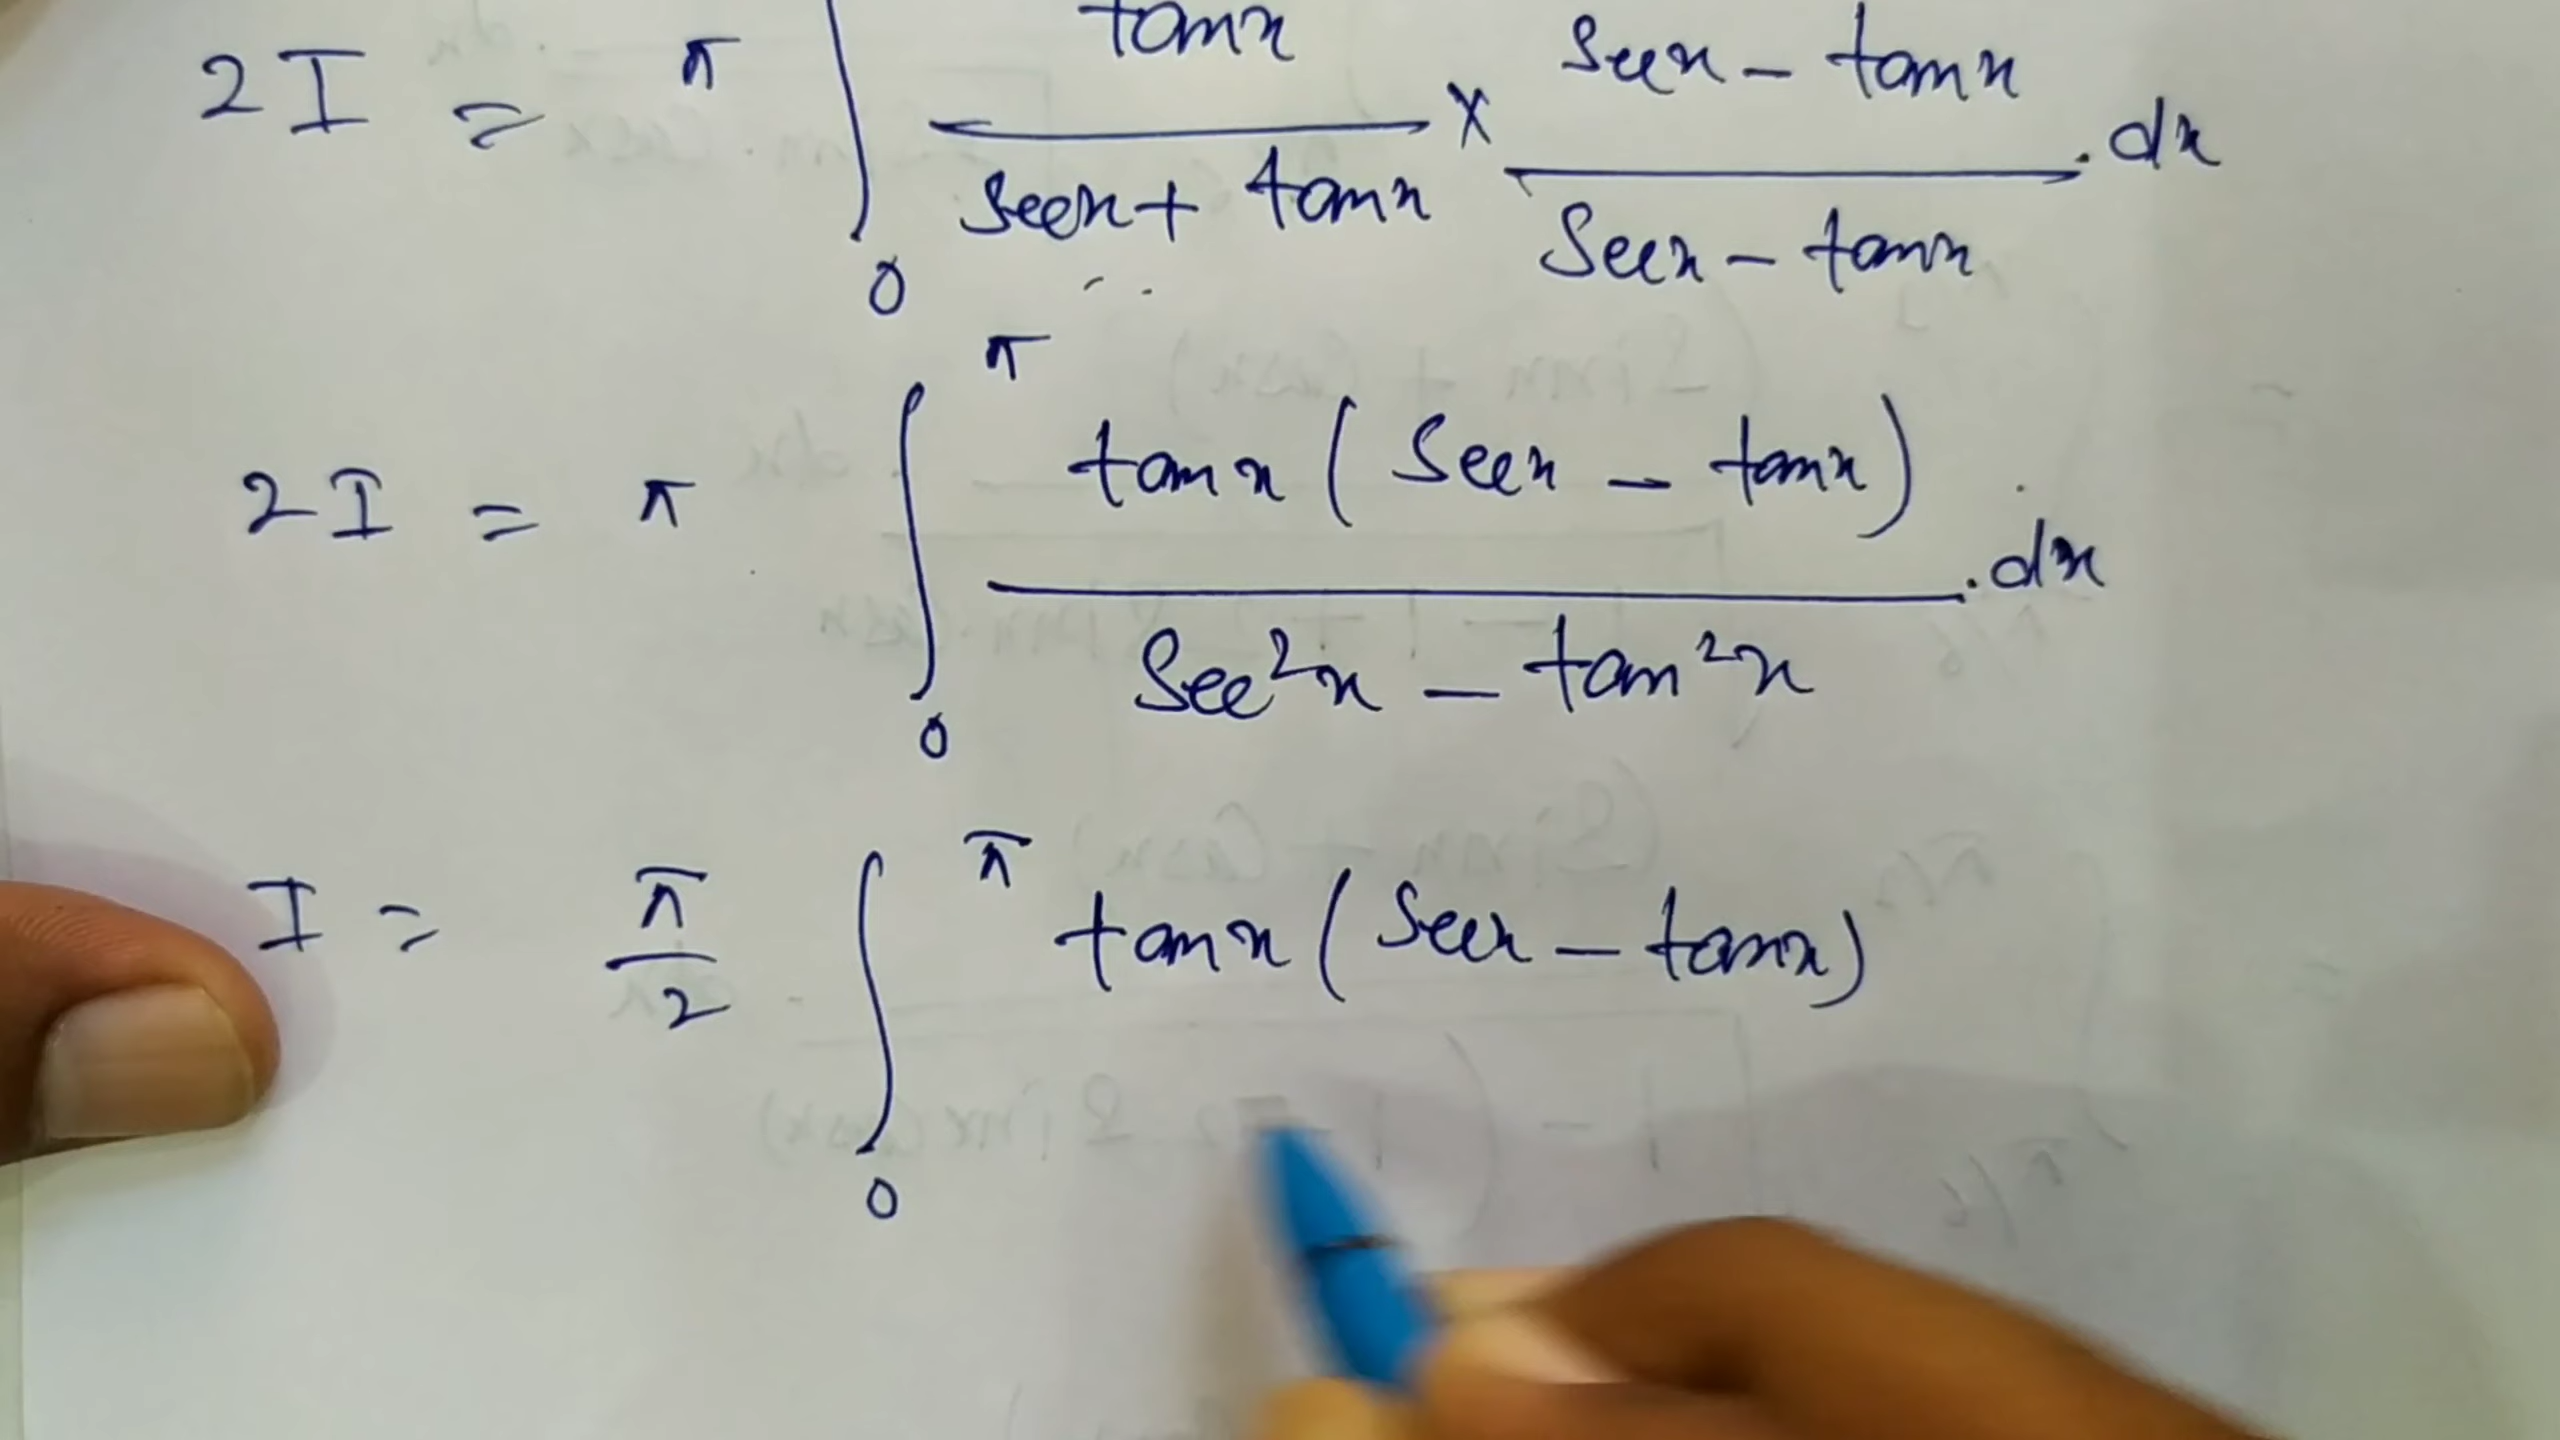 2I = π ∫₀ tanx / (secx + tanx) × (secx - tanx) / (secx - tanx) . dx
2I = π ∫₀^π tanx (secx - tanx) / (sec²x - tan²x) . dx
I = π/2 ∫₀^π tanx (secx - tanx)